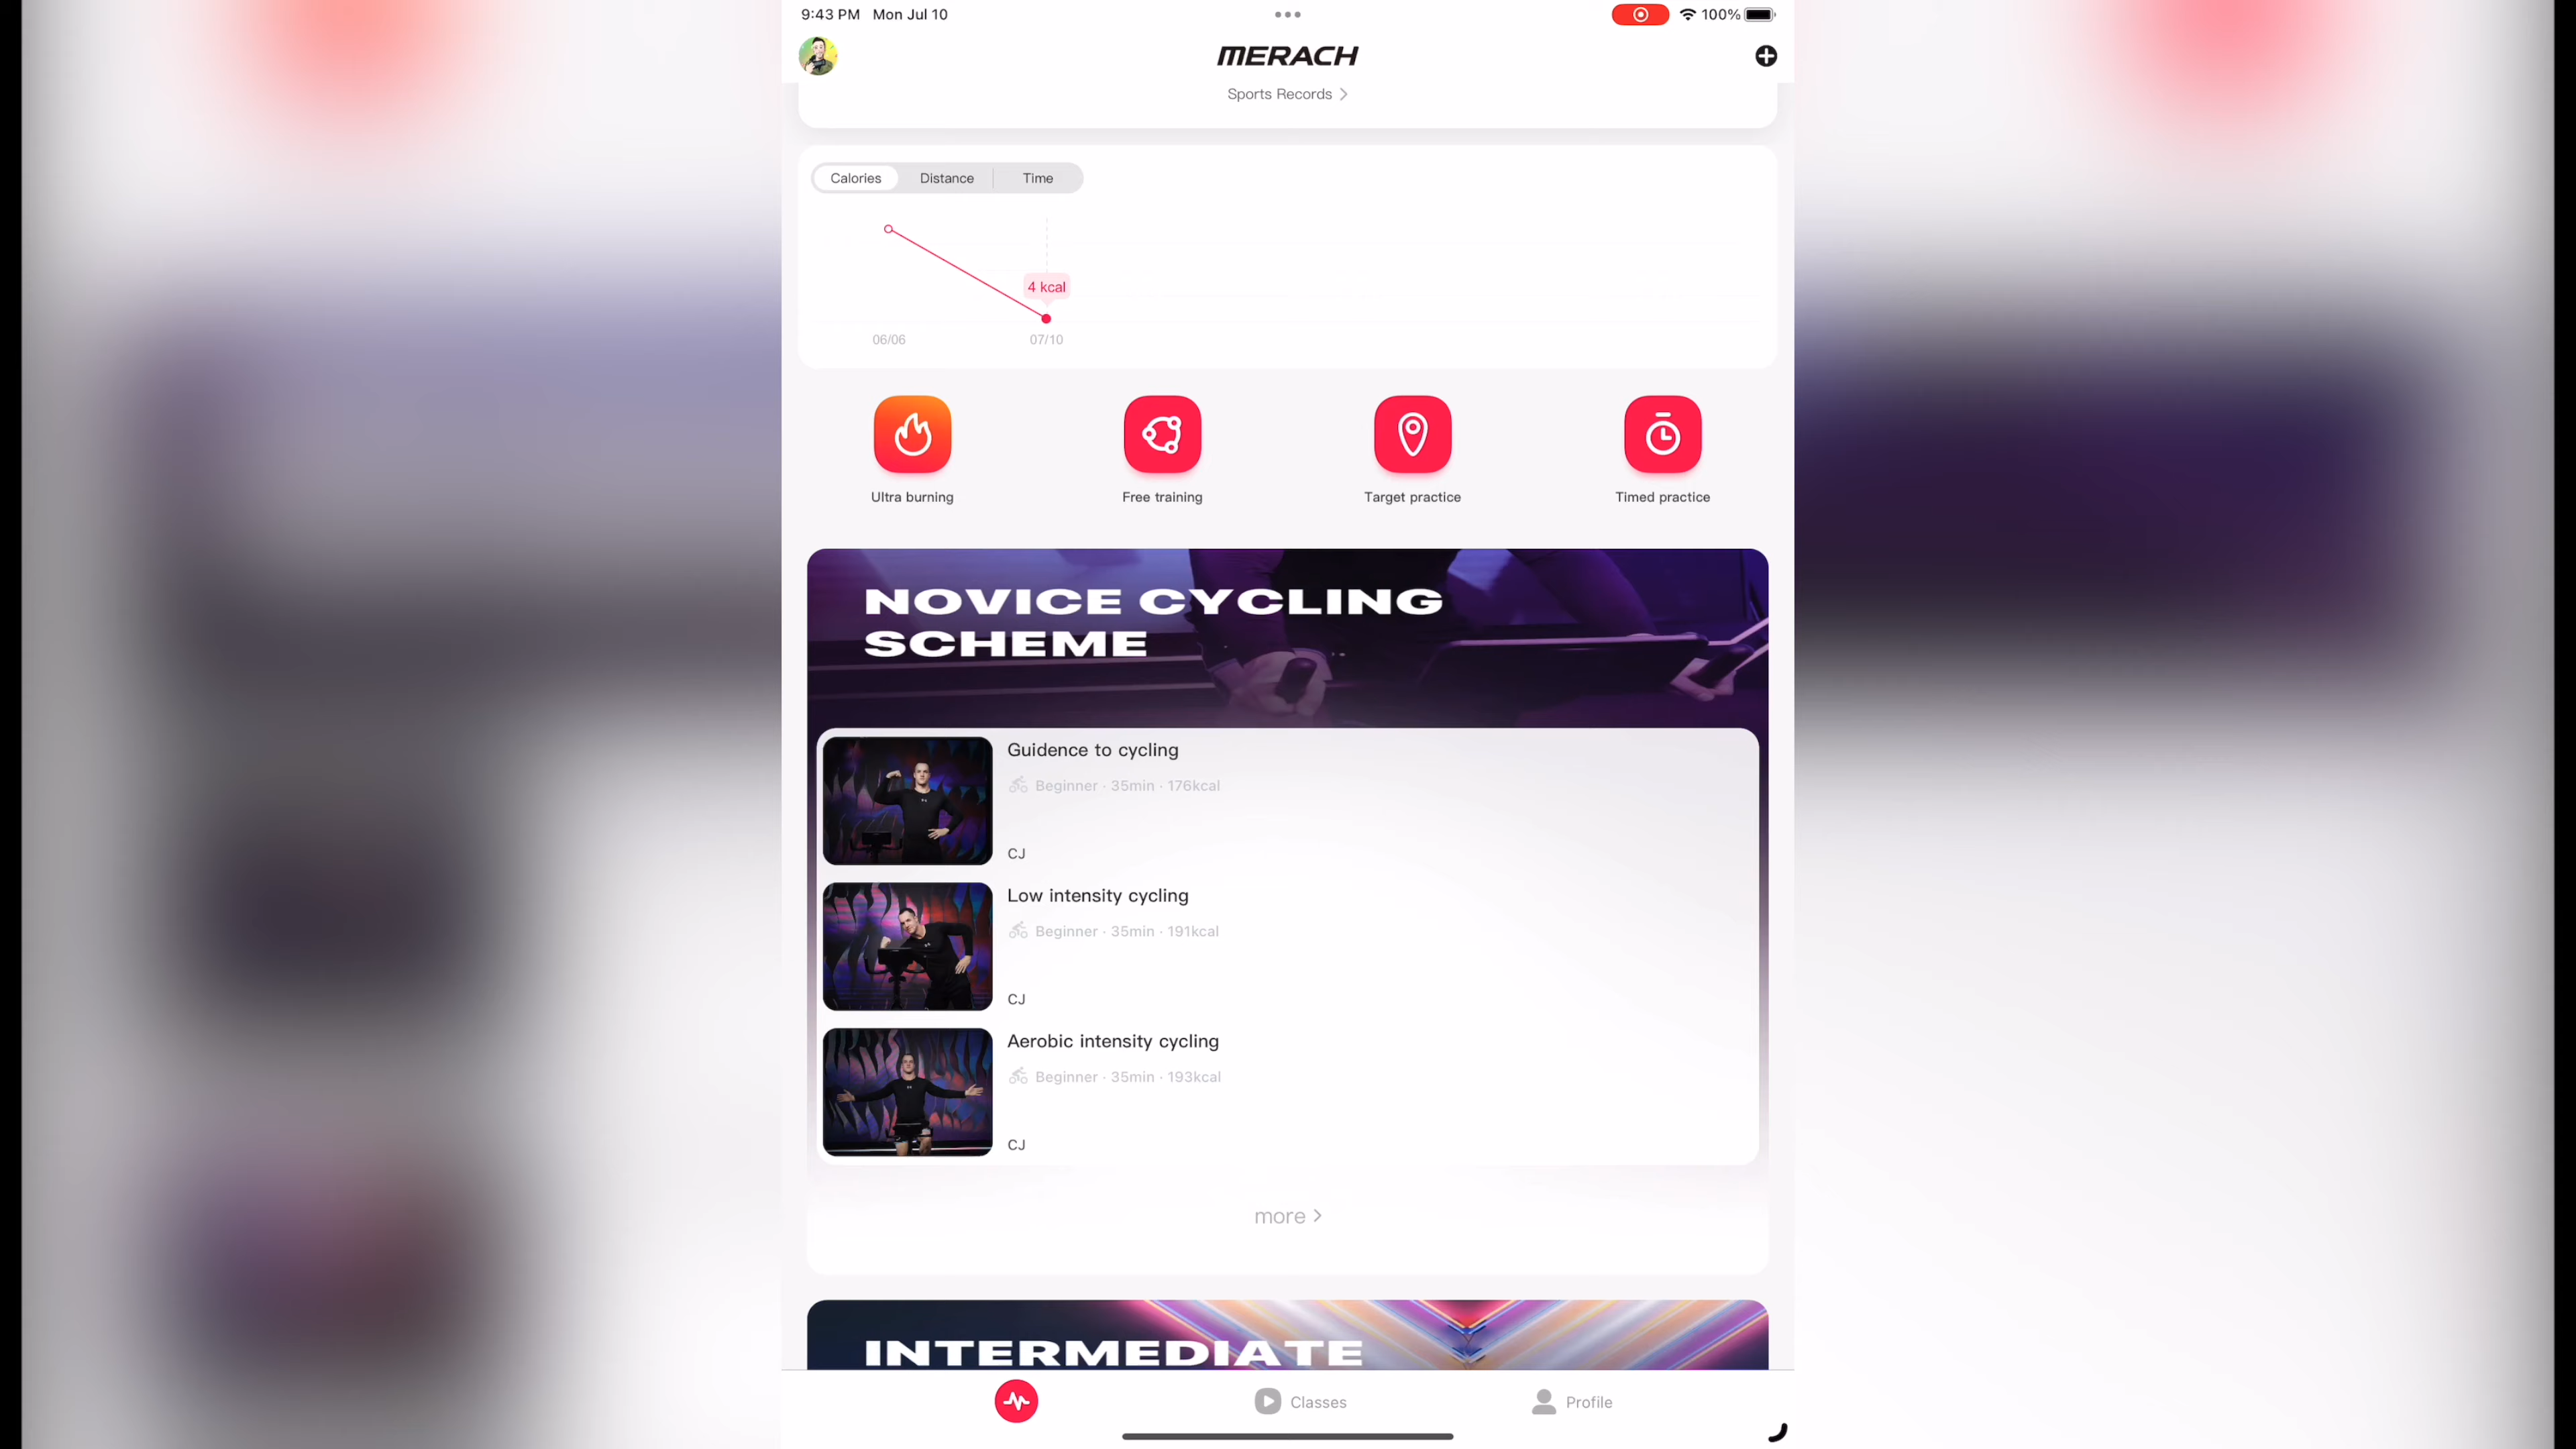 9:43 PM Mon Jul 10
100%
MERACH
Sports Records
Calories Distance Time
4 kcal
06/06 07/10
Ultra burning Free training Target practice Timed practice
NOVICE CYCLING
SCHEME
Guidence to cycling
Beginner · 35min · 176kcal
CJ
Low intensity cycling
Beginner · 35min · 191kcal
CJ
Aerobic intensity cycling
Beginner · 35min · 193kcal
CJ
more
INTERMEDIATE
Classes Profile